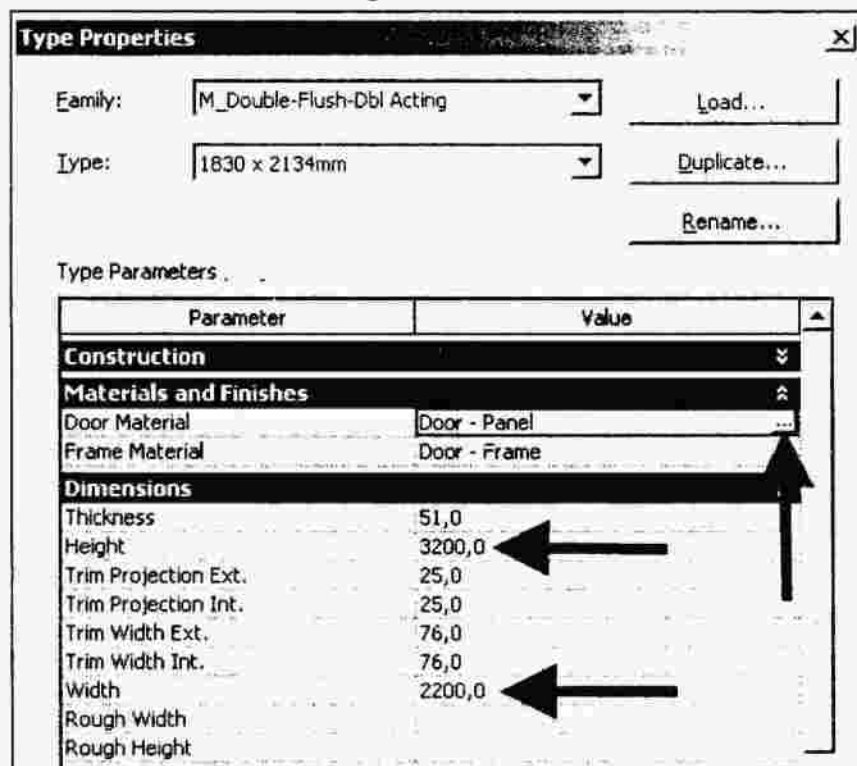 Type Properties
Family: M_Double-Flush-Dbl Acting Load...
Type: 1830 x 2134mm Duplicate...
Rename...
Type Parameters
Parameter Value
Construction
Materials and Finishes
Door Material Door - Panel ...
Frame Material Door - Frame
Dimensions
Thickness 51,0
Height 3200,0
Trim Projection Ext. 25,0
Trim Projection Int. 25,0
Trim Width Ext. 76,0
Trim Width Int. 76,0
Width 2200,0
Rough Width
Rough Height